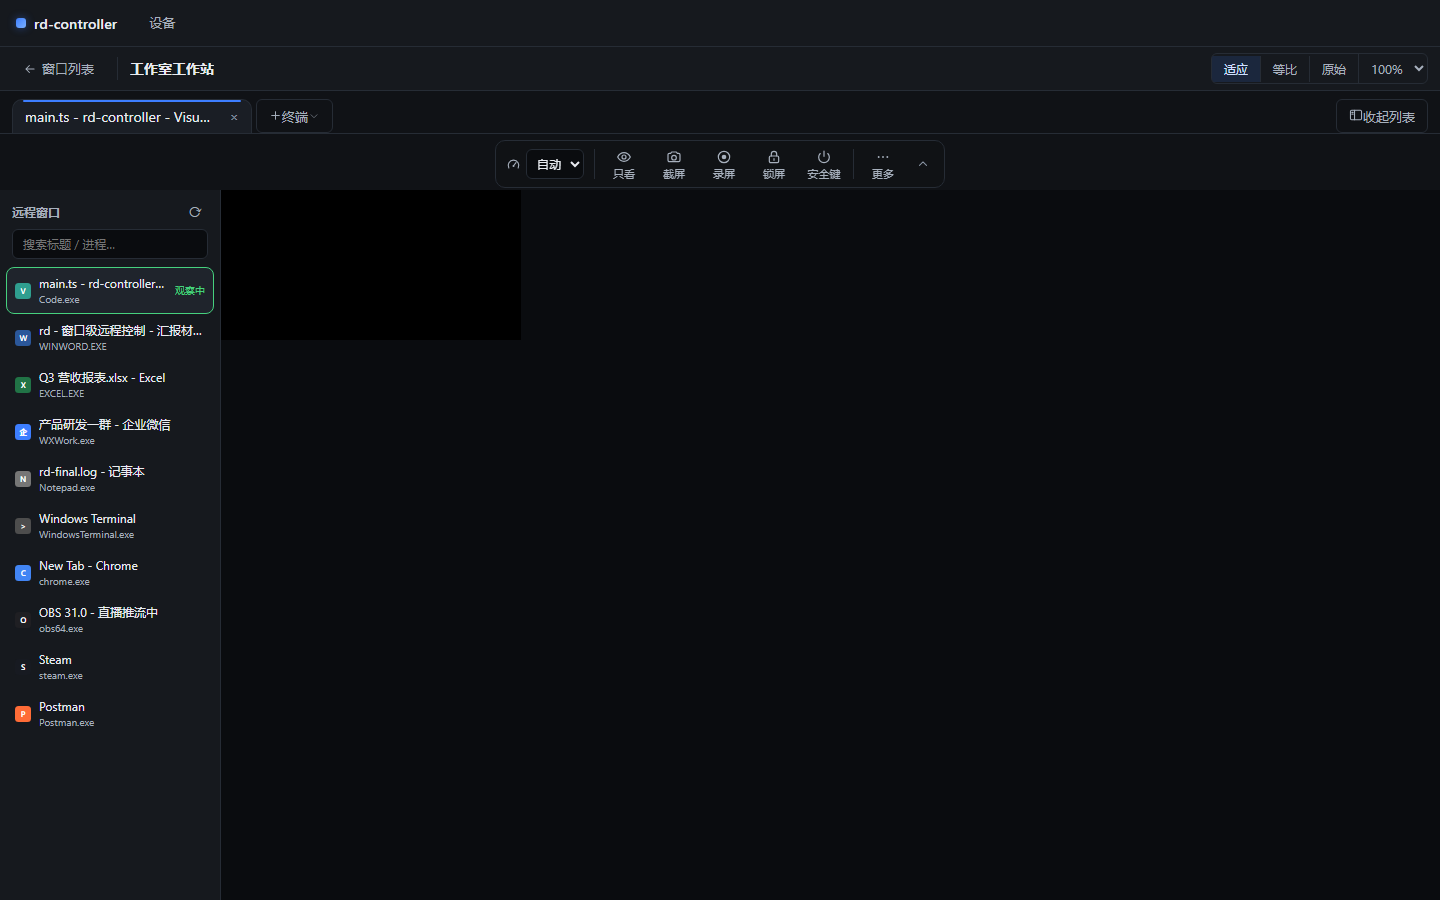 rd-controller 设备
← 窗口列表 工作室工作站 适应 等比 原始 100%
main.ts - rd-controller - Visu... × +终端 收起列表
自动 只看 截屏 录屏 锁屏 安全键 更多
远程窗口
搜索标题 / 进程...
V main.ts - rd-controller... 观察中
Code.exe
W rd - 窗口级远程控制 - 汇报材...
WINWORD.EXE
X Q3 营收报表.xlsx - Excel
EXCEL.EXE
企 产品研发一群 - 企业微信
WXWork.exe
N rd-final.log - 记事本
Notepad.exe
> Windows Terminal
WindowsTerminal.exe
C New Tab - Chrome
chrome.exe
O OBS 31.0 - 直播推流中
obs64.exe
S Steam
steam.exe
P Postman
Postman.exe